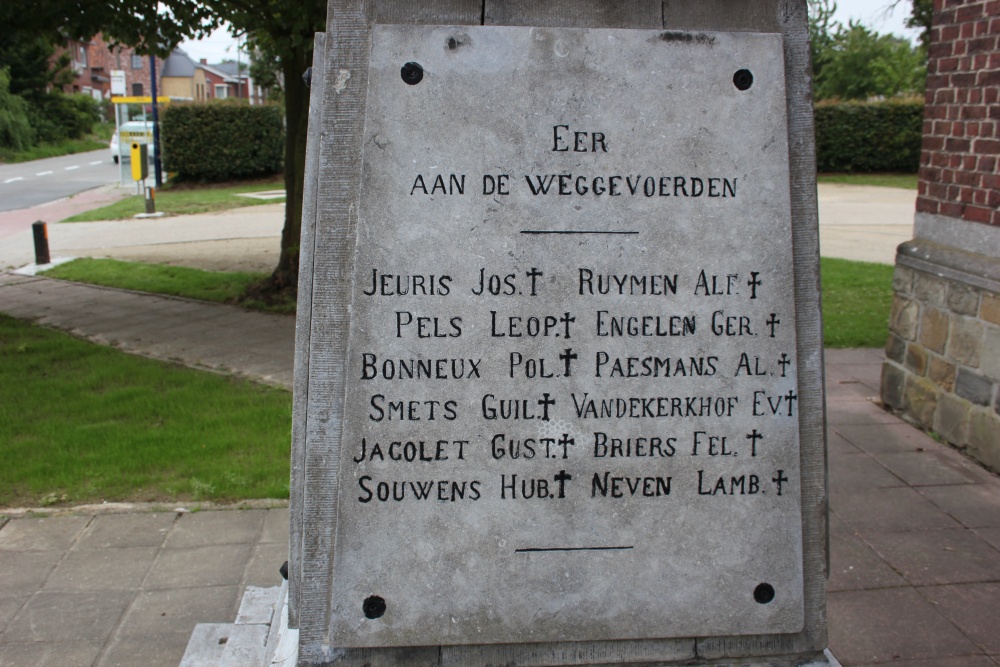 EER
AAN DE WEGGEVOERDEN
JEURIS JOS.✝ RUYMEN ALF.✝
PELS LEOP.✝ ENGELEN GER.✝
BONNEUX POL.✝ PAESMANS AL.✝
SMETS GUIL.✝ VANDEKERKHOF EV.✝
JACOLET GUST.✝ BRIERS FEL.✝
SOUWENS HUB.✝ NEVEN LAMB.✝